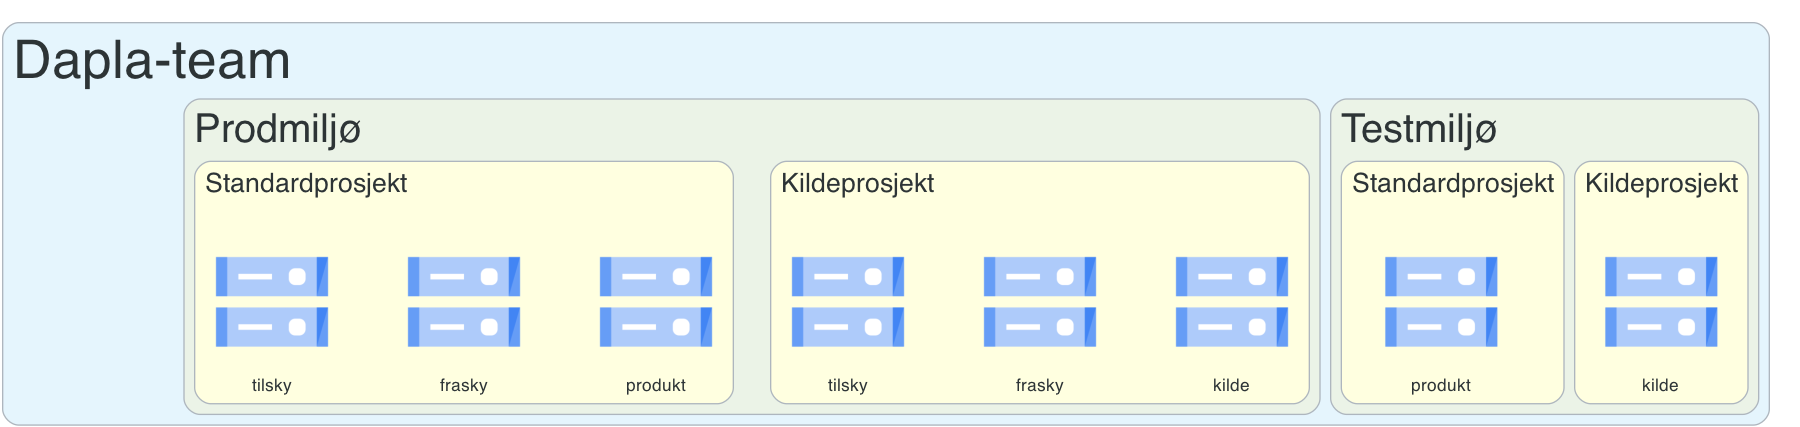 Dapla-team
Prodmiljø
Testmiljø
Standardprosjekt
Kildeprosjekt
Standardprosjekt
Kildeprosjekt
tilsky
frasky
produkt
tilsky
frasky
kilde
produkt
kilde